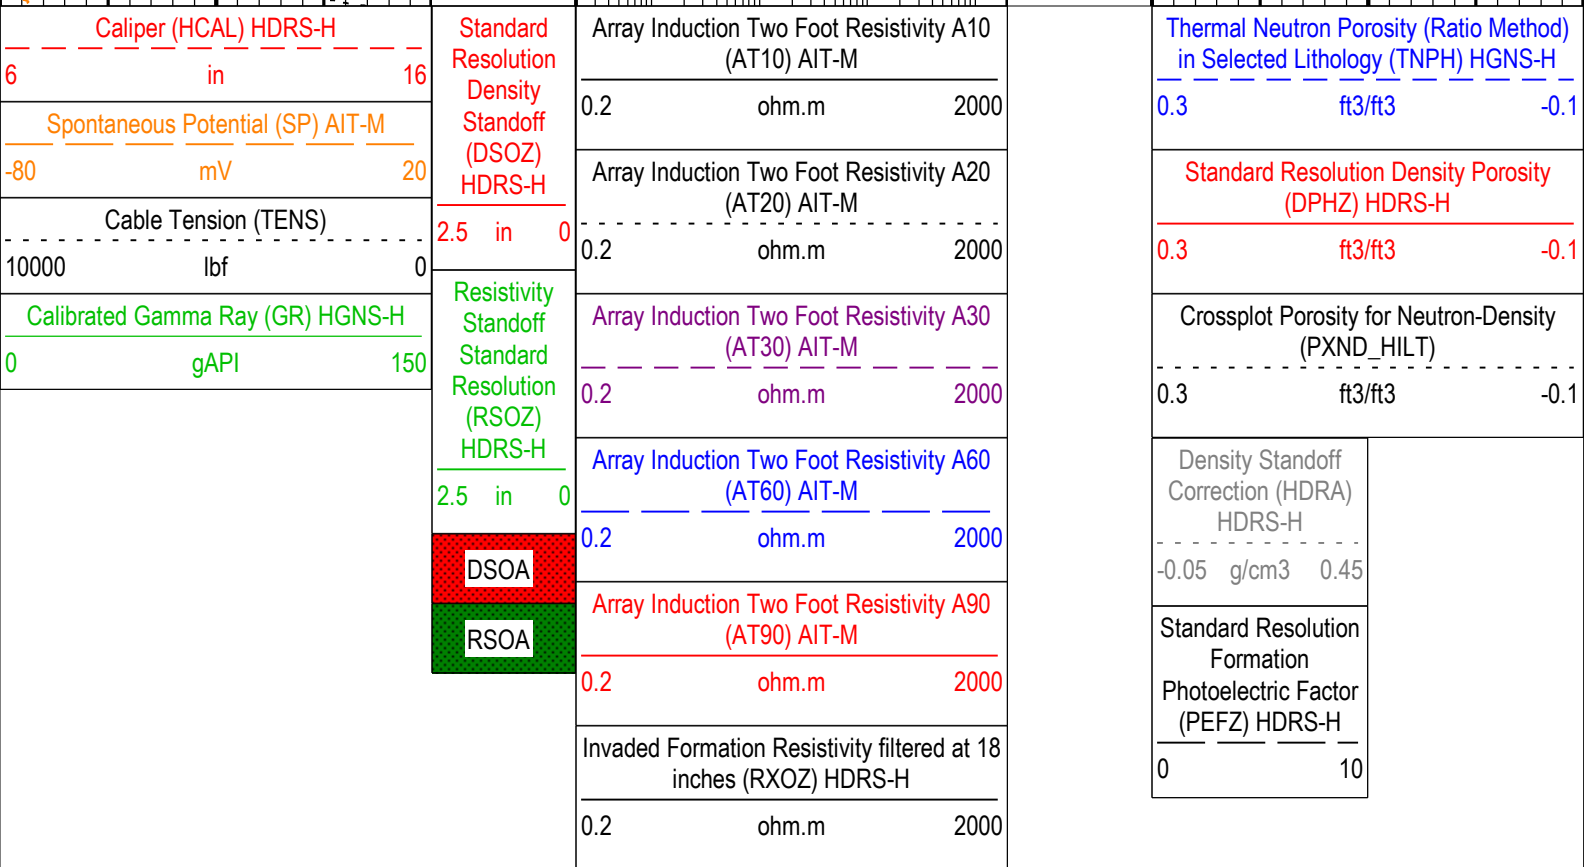 Caliper (HCAL) HDRS-H
6 in 16
Spontaneous Potential (SP) AIT-M
-80 mV 20
Cable Tension (TENS)
10000 lbf 0
Calibrated Gamma Ray (GR) HGNS-H
0 gAPI 150
Standard
Resolution
Density
Standoff
(DSOZ)
HDRS-H
2.5 in 0
Resistivity
Standoff
Standard
Resolution
(RSOZ)
HDRS-H
2.5 in 0
DSOA
RSOA
Array Induction Two Foot Resistivity A10
(AT10) AIT-M
0.2 ohm.m 2000
Array Induction Two Foot Resistivity A20
(AT20) AIT-M
0.2 ohm.m 2000
Array Induction Two Foot Resistivity A30
(AT30) AIT-M
0.2 ohm.m 2000
Array Induction Two Foot Resistivity A60
(AT60) AIT-M
0.2 ohm.m 2000
Array Induction Two Foot Resistivity A90
(AT90) AIT-M
0.2 ohm.m 2000
Invaded Formation Resistivity filtered at 18
inches (RXOZ) HDRS-H
0.2 ohm.m 2000
Thermal Neutron Porosity (Ratio Method)
in Selected Lithology (TNPH) HGNS-H
0.3 ft3/ft3 -0.1
Standard Resolution Density Porosity
(DPHZ) HDRS-H
0.3 ft3/ft3 -0.1
Crossplot Porosity for Neutron-Density
(PXND_HILT)
0.3 ft3/ft3 -0.1
Density Standoff
Correction (HDRA)
HDRS-H
-0.05 g/cm3 0.45
Standard Resolution
Formation
Photoelectric Factor
(PEFZ) HDRS-H
0 10